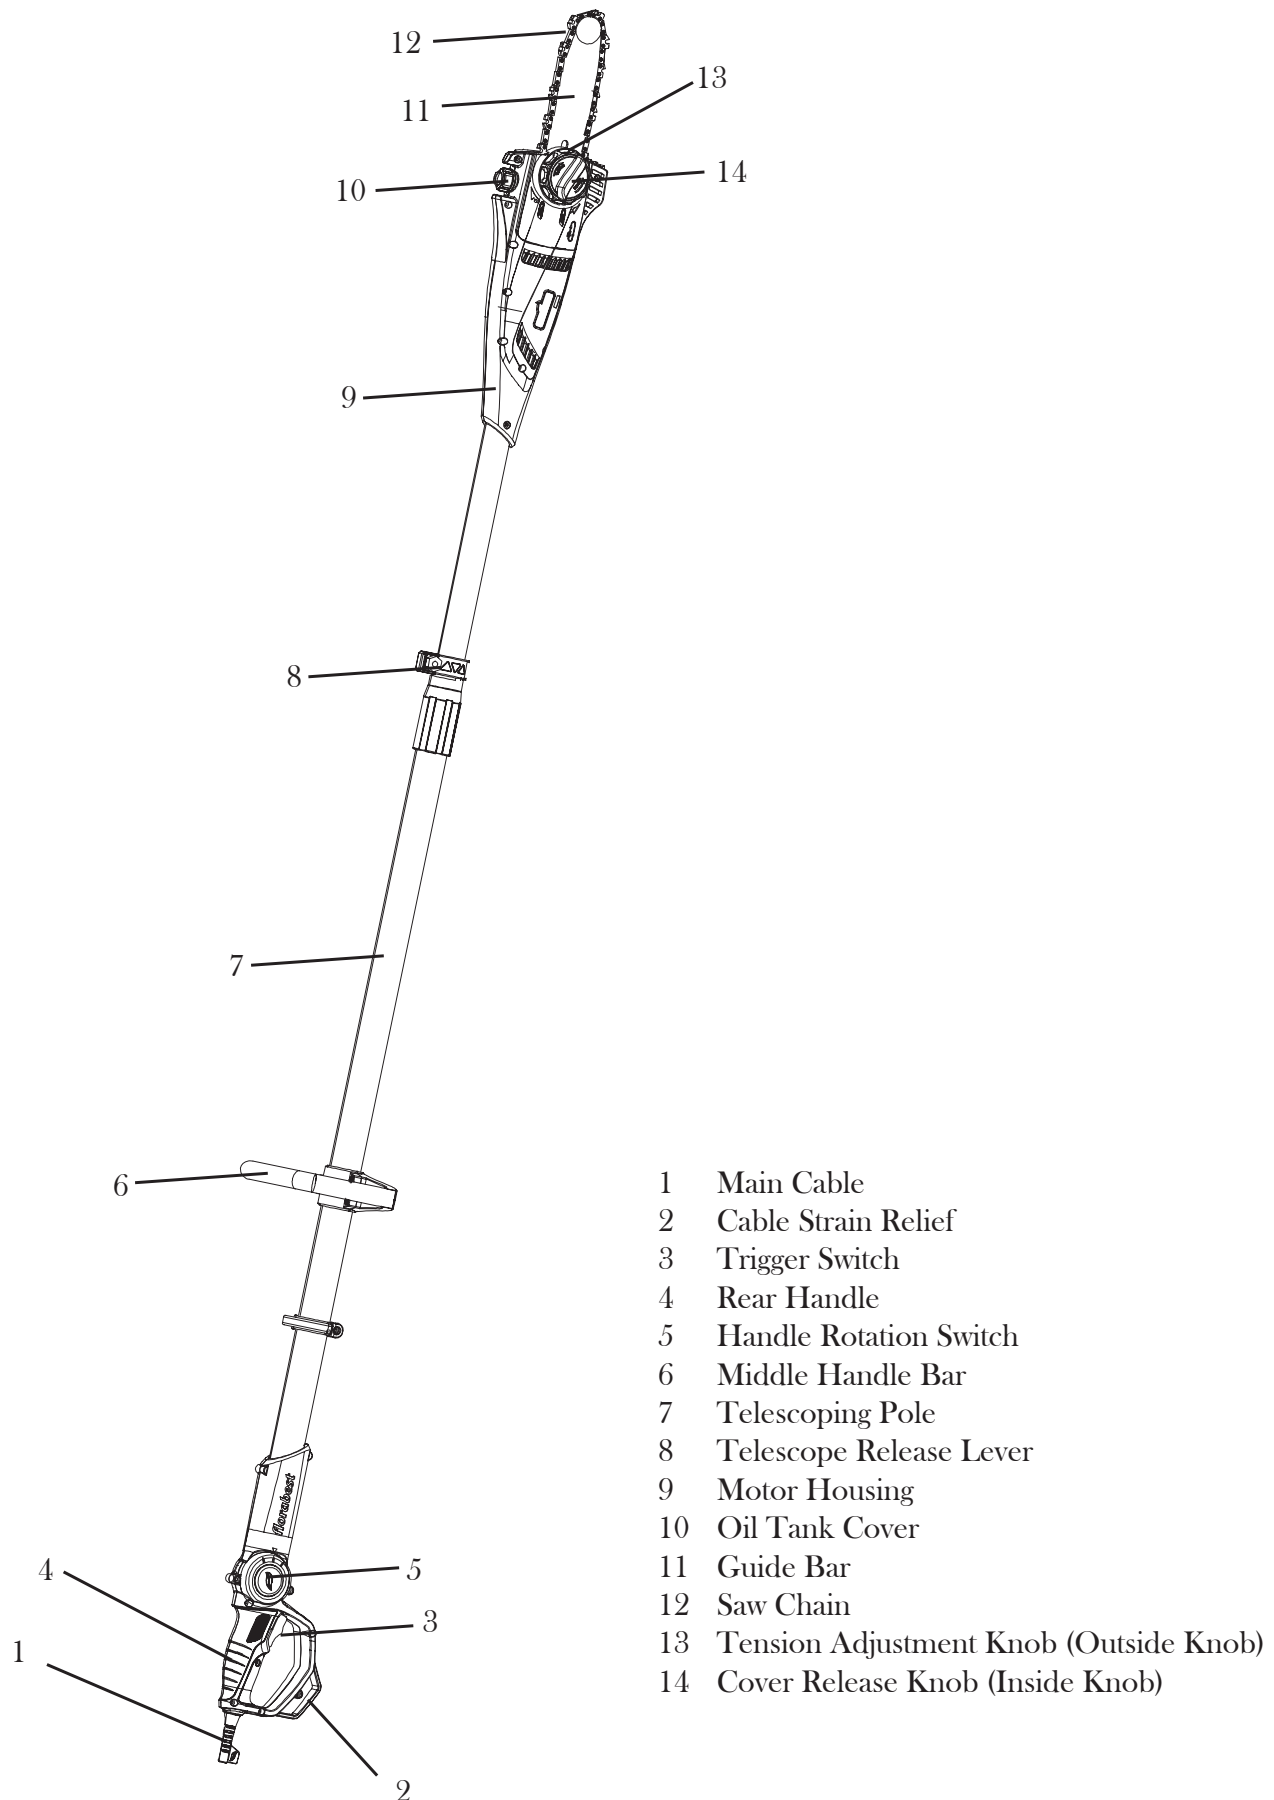 12
13
11
14
10
9
8
7
6
florabest
5
4
3
1
2
1 Main Cable
2 Cable Strain Relief
3 Trigger Switch
4 Rear Handle
5 Handle Rotation Switch
6 Middle Handle Bar
7 Telescoping Pole
8 Telescope Release Lever
9 Motor Housing
10 Oil Tank Cover
11 Guide Bar
12 Saw Chain
13 Tension Adjustment Knob (Outside Knob)
14 Cover Release Knob (Inside Knob)